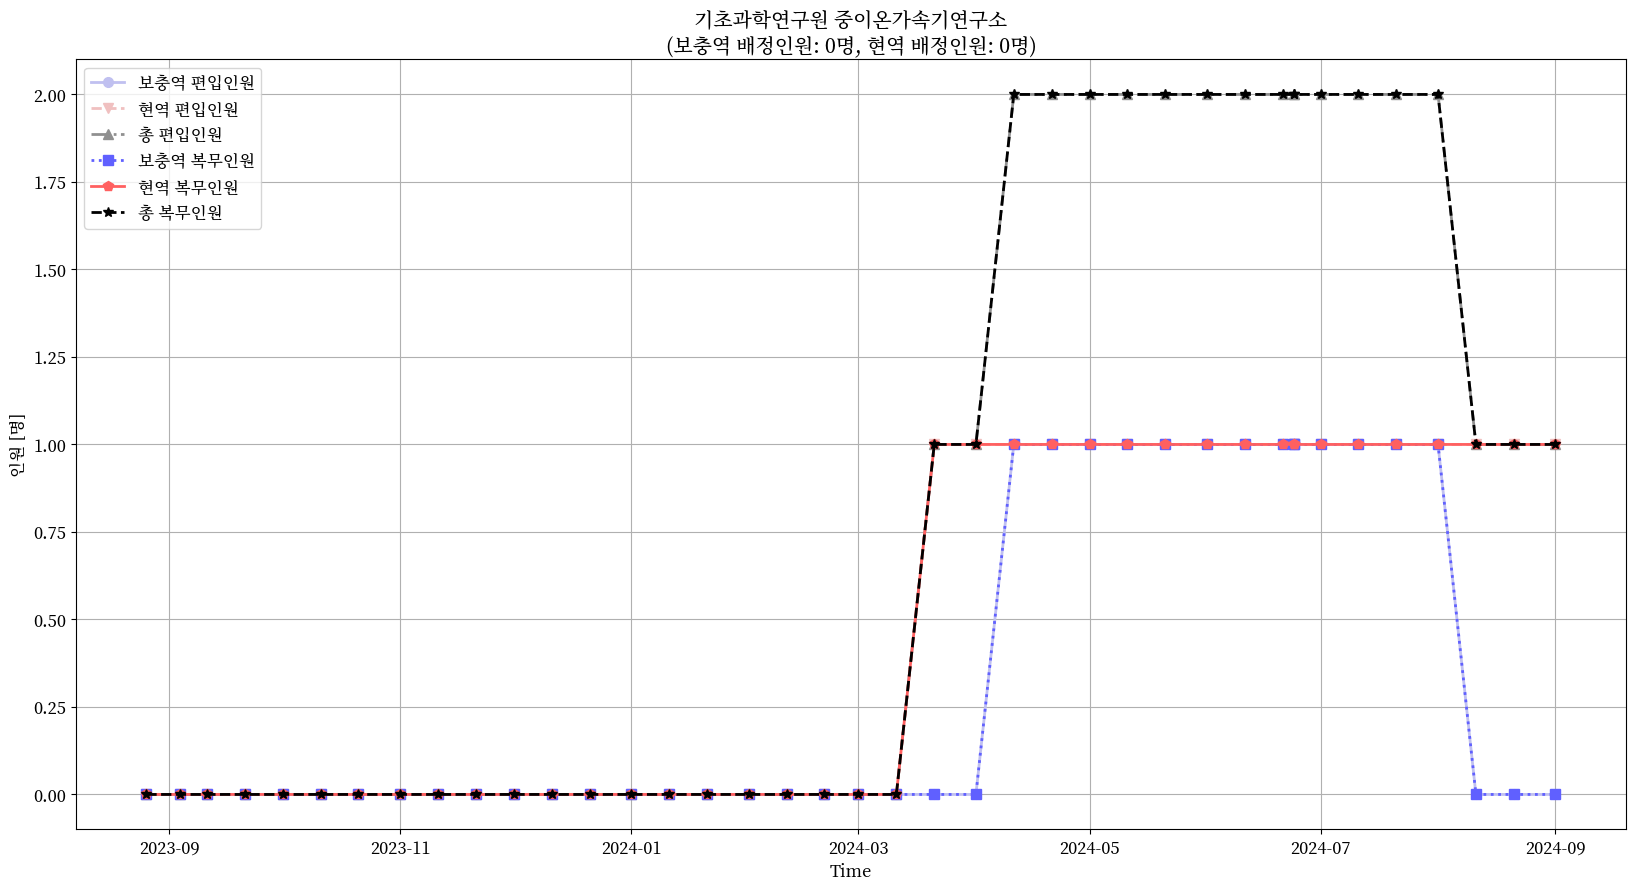 기초과학연구원 중이온가속기연구소
(보충역 배정인원: 0명, 현역 배정인원: 0명)
보충역 편입인원
현역 편입인원
총 편입인원
보충역 복무인원
현역 복무인원
총 복무인원
2.00
1.75
1.50
1.25
1.00
0.75
0.50
0.25
0.00
인원 [명]
2023-09
2023-11
2024-01
2024-03
2024-05
2024-07
2024-09
Time